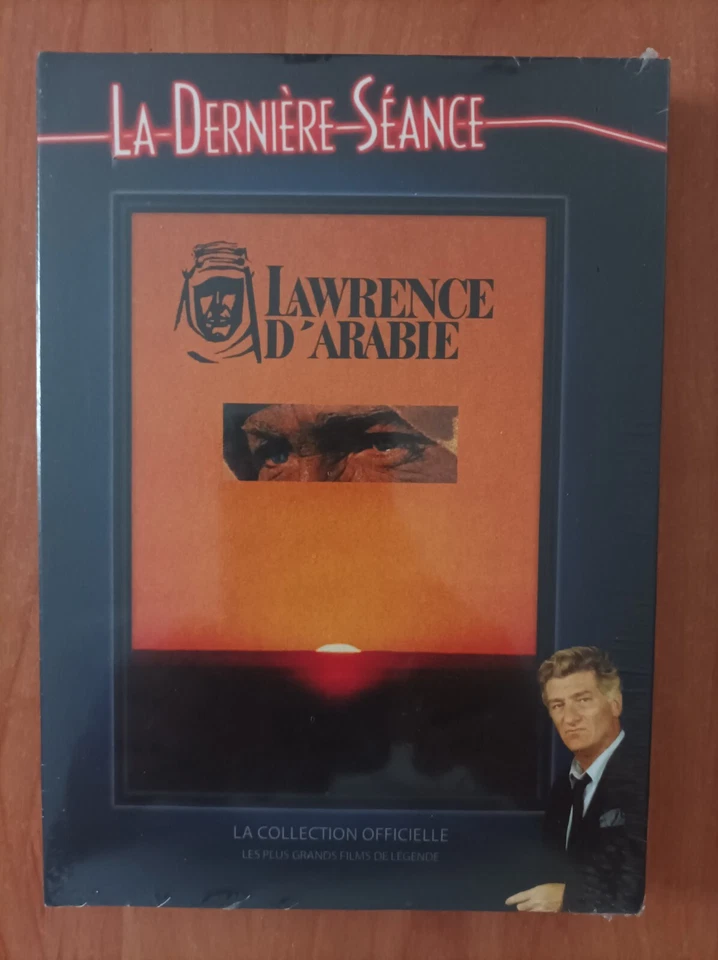 LA DERNIÈRE SÉANCE
LAWRENCE
D'ARABIE
LA COLLECTION OFFICIELLE
LES PLUS GRANDS FILMS DE LÉGENDE